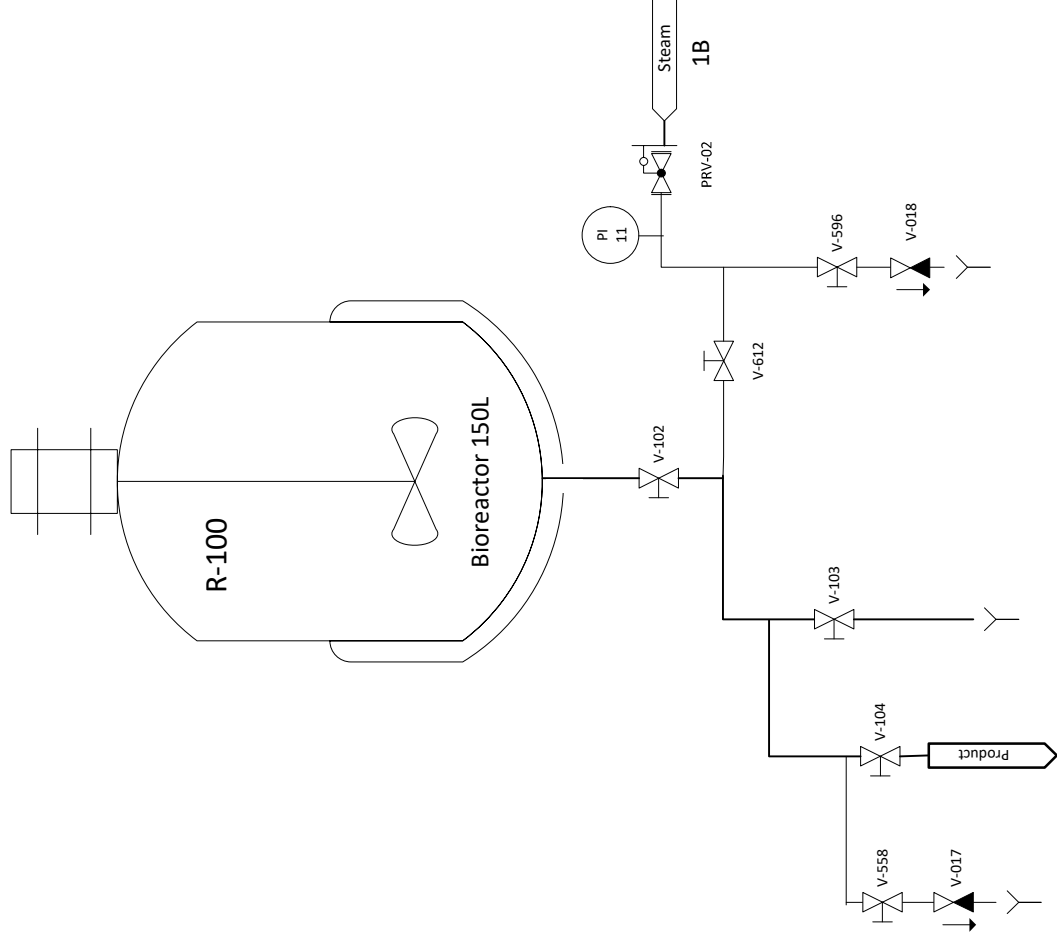 R-100
Bioreactor 150L
Steam
1B
PRV-02
PI
11
V-596
V-018
V-612
V-102
V-103
V-104
Product
V-558
V-017